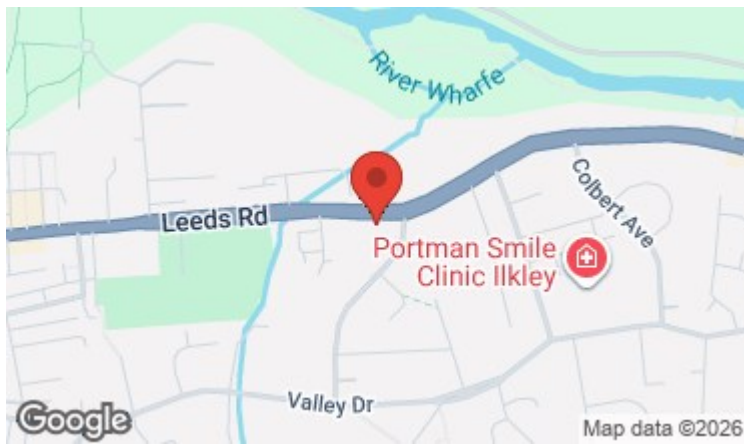 River Wharfe
Leeds Rd
Colbert Ave
Portman Smile
Clinic Ilkley
Valley Dr
Google
Map data ©2026